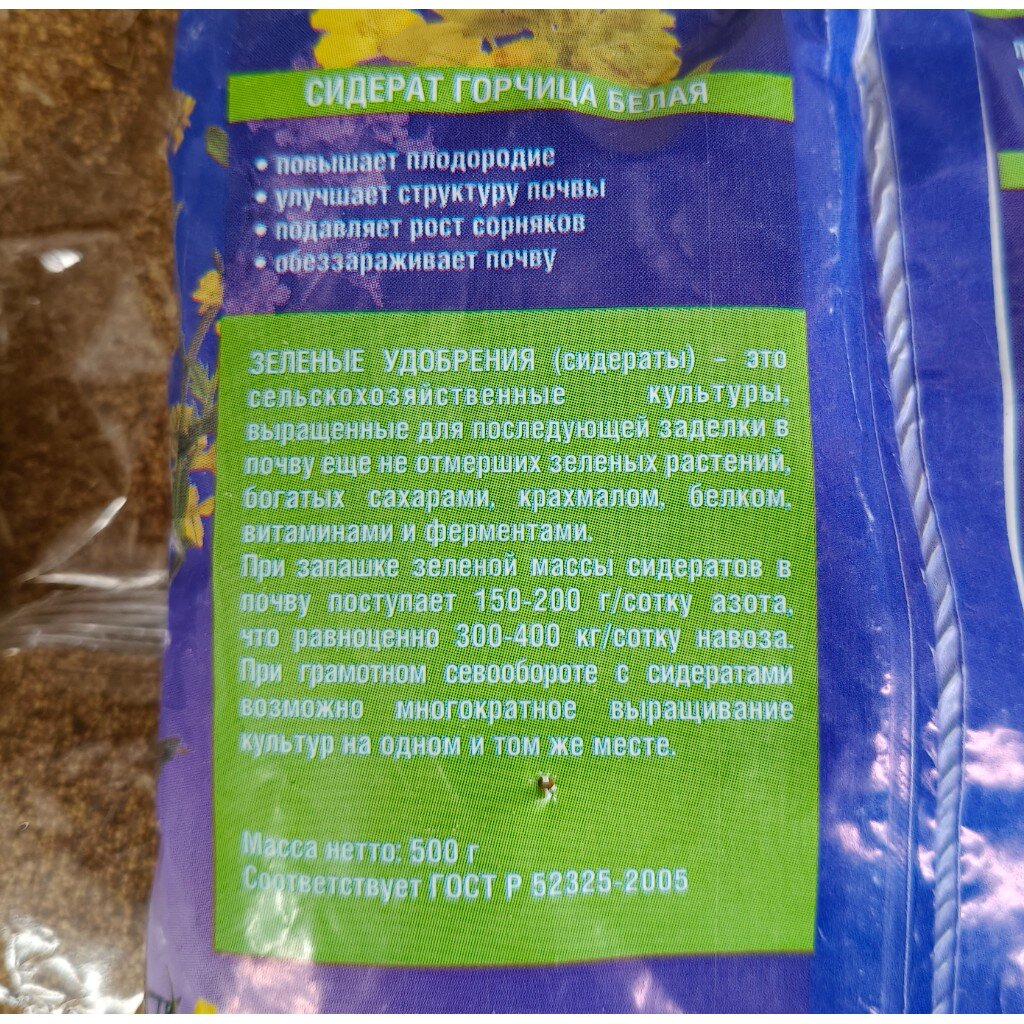 СИДЕРАТ ГОРЧИЦА БЕЛАЯ
• повышает плодородие
• улучшает структуру почвы
• подавляет рост сорняков
• обеззараживает почву
ЗЕЛЕНЫЕ УДОБРЕНИЯ (сидераты) - это
сельскохозяйственные культуры,
выращенные для последующей заделки в
почву еще не отмерших зеленых растений,
богатых сахарами, крахмалом, белком,
витаминами и ферментами.
При запашке зеленой массы сидератов в
почву поступает 150-200 г/сотку азота,
что равноценно 300-400 кг/сотку навоза.
При грамотном севообороте с сидератами
возможно многократное выращивание
культур на одном и том же месте.
Масса нетто: 500 г
Соответствует ГОСТ Р 52325-2005